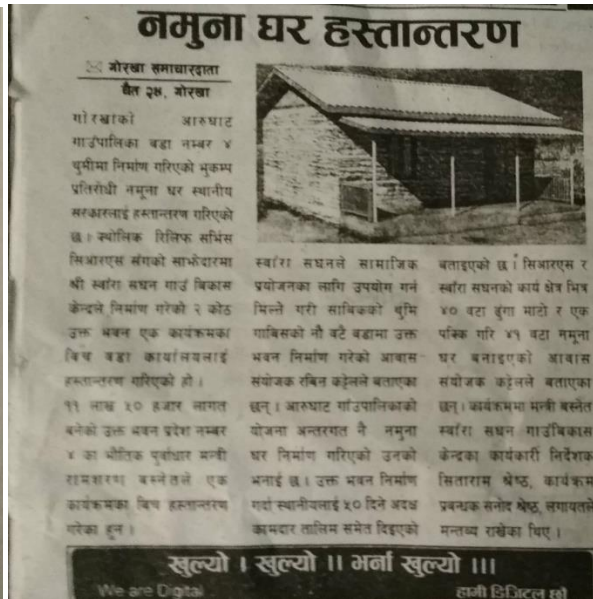 नमुना घर हस्तान्तरण
गोरखा समाचारदाता
चैत २४, गोरखा
गोरखाको आरुघाट
गाउँपालिका वडा नम्बर ४
थुमीमा निर्माण गरिएको भुकम्प
प्रतिरोधी नमूना घर स्थानीय
सरकारलाई हस्तान्तरण गरिएको
छ । क्योलिक रिलिफ सर्भिस
सिआरएस संगको साझेदारमा
श्री स्वाँरा सघन गाउँ बिकास
केन्द्रले निर्माण गरेको २ कोठे
उक्त भवन एक कार्यक्रमका
बिच वडा कार्यालयलाई
हस्तान्तरण गरिएको हो ।
११ लाख ५० हजार लागत
बनेको उक्त भवन प्रदेश नम्बर
४ का भौतिक पुर्वाधार मन्त्री
रामशरण बस्नेतले एक
कार्यक्रमका बिच हस्तान्तरण
गरेका हुन ।
स्वाँरा सघनले सामाजिक
प्रयोजनका लागि उपयोग गर्न
मिल्ने गरी साबिकको थुमि
गाबिसको नौ वटै वडामा उक्त
भवन निर्माण गरेको आवास
संयोजक रबिन कट्टेलले बताएका
छन् । आरुघाट गाँउपालिकाको
योजना अन्तरगत नै नमुना
घर निर्माण गरिएको उनको
भनाई छ । उक्त भवन निर्माण
गर्दा स्थानीयलाई ५० दिने अदक्ष
कामदार तालिम समेत दिइएको
बताइएको छ । सिआरएस र
स्वाँरा सघनको कार्य क्षेत्र भित्र
४० वटा ढुंगा माटो र एक
पक्कि गरि ४१ वटा नमूना
घर बनाइएको आवास
संयोजक कट्टेलले बताएका
छन् । कार्यक्रममा मन्त्री बस्नेत
स्वाँरा सघन गाउँबिकास
केन्द्रका कार्यकारी निर्देशक
सिताराम श्रेष्ठ, कार्यक्रम
प्रबन्धक सनोद श्रेष्ठ, लगायतले
मन्तव्य राखेका थिए ।
खुल्यो । खुल्यो ।। भर्ना खुल्यो ।।।
We are Digital
हामी डिजिटल छौं